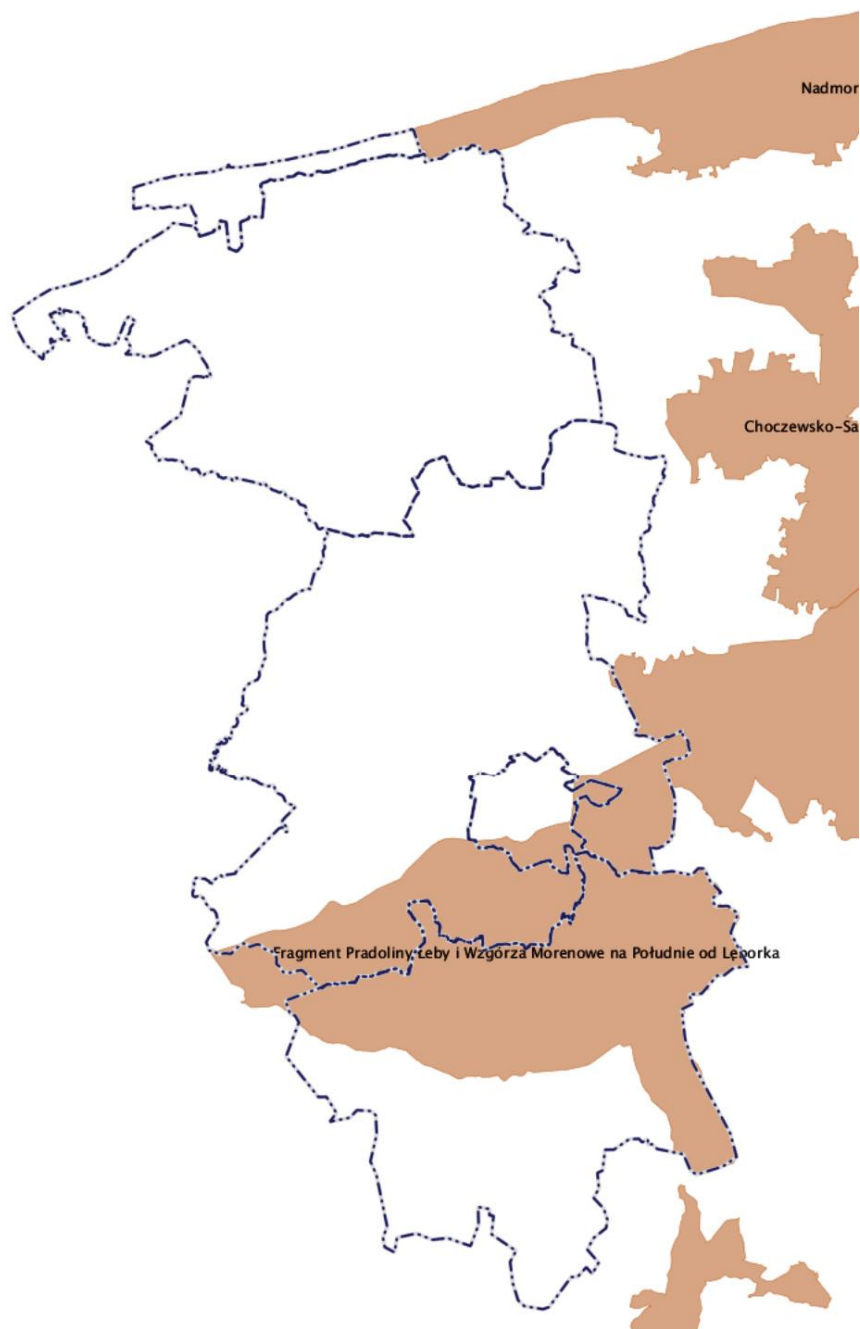 Nadmor
Choczewsko-Sa
Fragment Pradoliny Łeby i Wzgórza Morenowe na Południe od Lęborka